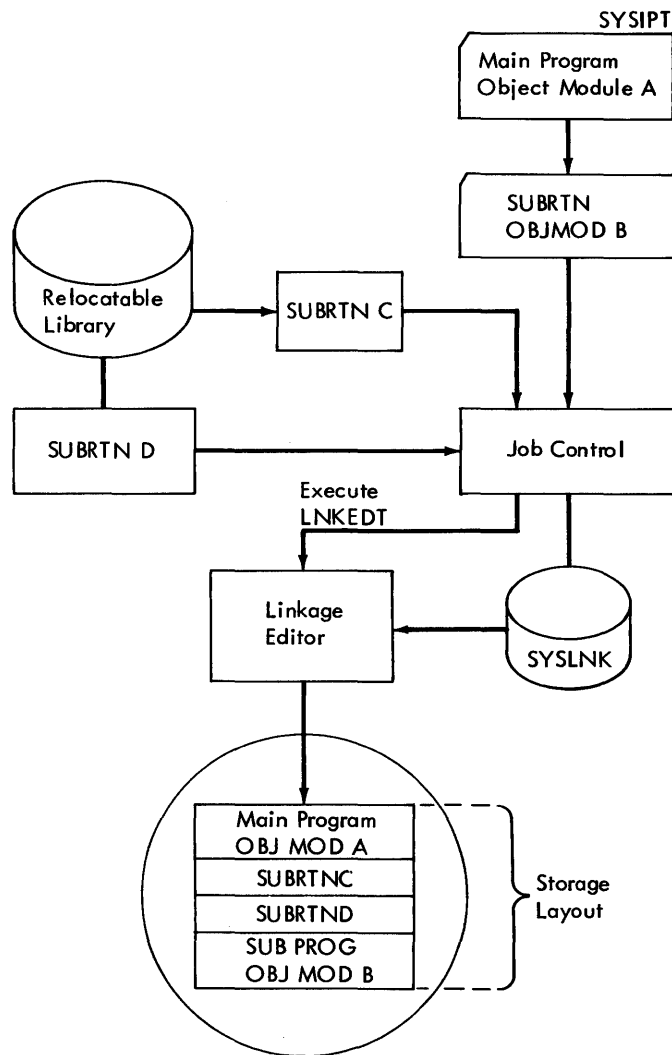 SYSIPT
Main Program
Object Module A
SUBRTN
OBJMOD B
Relocatable
Library
SUBRTN C
SUBRTN D
Job Control
Execute
LNKEDT
Linkage
Editor
SYSLNK
Main Program
OBJ MOD A
SUBRTNC
SUBRTND
SUB PROG
OBJ MOD B
Storage
Layout